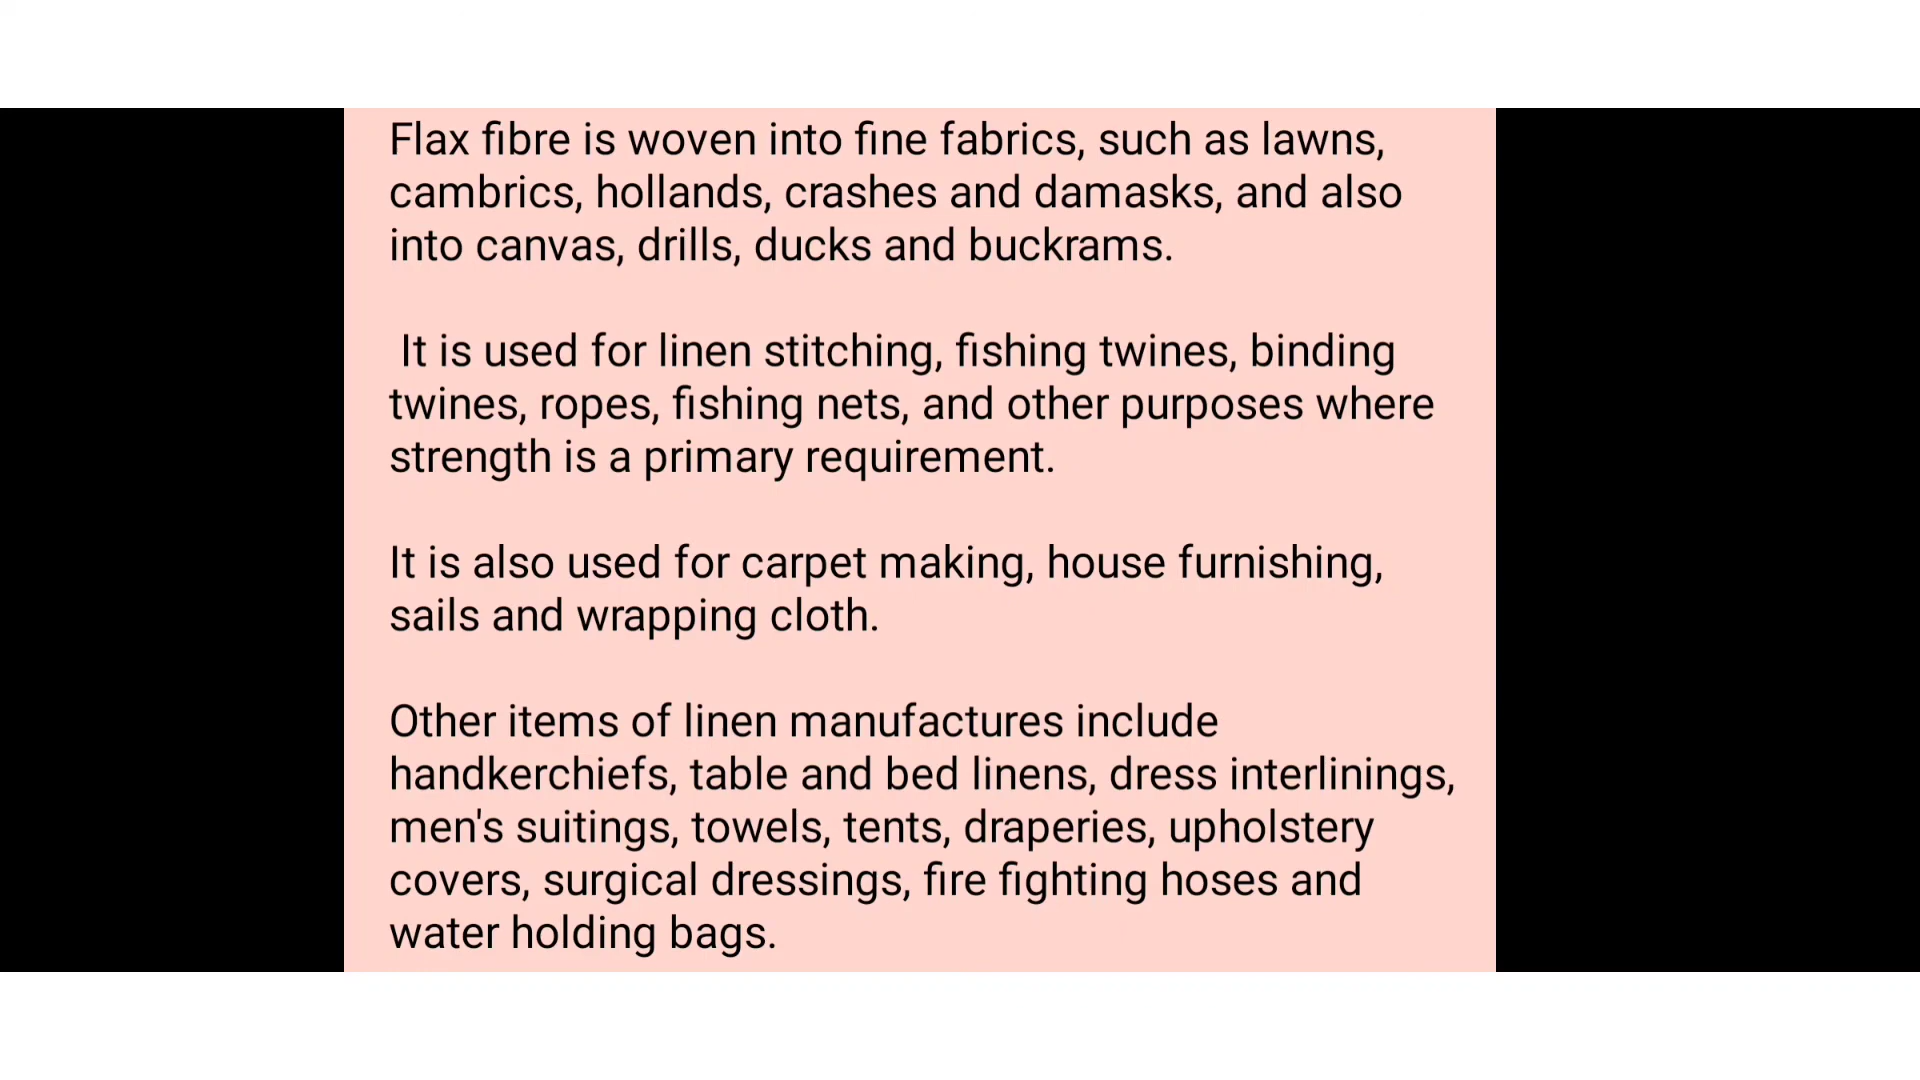 Flax fibre is woven into fine fabrics, such as lawns,
cambrics, hollands, crashes and damasks, and also
into canvas, drills, ducks and buckrams.
It is used for linen stitching, fishing twines, binding
twines, ropes, fishing nets, and other purposes where
strength is a primary requirement.
It is also used for carpet making, house furnishing,
sails and wrapping cloth.
Other items of linen manufactures include
handkerchiefs, table and bed linens, dress interlinings,
men's suitings, towels, tents, draperies, upholstery
covers, surgical dressings, fire fighting hoses and
water holding bags.